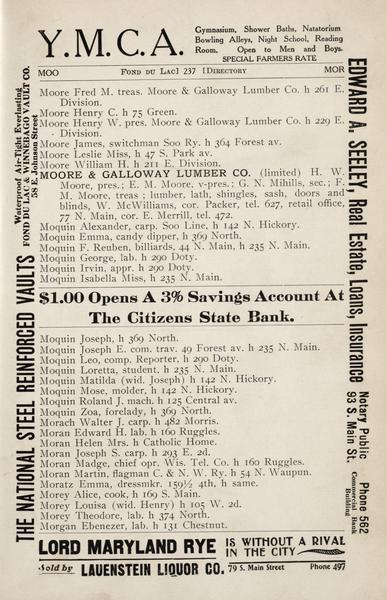 Y.M.C.A.
Gymnasium, Shower Baths, Natatorium
Bowling Alleys, Night School, Reading
Room. Open to Men and Boys.
SPECIAL FARMERS RATE
MOO FOND DU LAC] 237 [DIRECTORY MOR
Moore Fred M. treas. Moore & Galloway Lumber Co. h 261 E.
Division.
Moore Henry C. h 75 Green.
Moore Henry W. pres. Moore & Galloway Lumber Co. h 229 E.
Division.
Moore James, switchman Soo Ry. h 364 Forest av.
Moore Leslie Miss, h 47 S. Park av.
Moore William H. h 211 E. Division.
MOORE & GALLOWAY LUMBER CO. (limited) H. W.
Moore, pres.; E. M. Moore, v-pres.; G. N. Mihills, sec.; F.
M. Moore, treas; lumber, lath, shingles, sash, doors and
blinds, W. McWilliams, cor. Packer, tel. 627, retail office,
77 N. Main, cor. E. Merrill, tel. 472.
Moquin Alexander, carp. Soo Line, h 142 N. Hickory.
Moquin Emma, candy dipper, h 369 North.
Moquin F. Reuben, billiards, 44 N. Main, h 235 N. Main.
Moquin George, lab. h 290 Doty.
Moquin Irvin, appr. h 290 Doty.
Moquin Isabella Miss, h 235 N. Main.
$1.00 Opens A 3% Savings Account At
The Citizens State Bank.
Moquin Joseph, h 369 North.
Moquin Joseph E. com. trav. 49 Forest av. h 235 N. Main.
Moquin Leo, comp. Reporter, h 290 Doty.
Moquin Loretta, student, h 235 N. Main.
Moquin Matilda (wid. Joseph) h 142 N. Hickory.
Moquin Mose, molder, h 142 N. Hickory.
Moquin Roland J. mach. h 125 Central av.
Moquin Zoa, forelady, h 369 North.
Morach Walter J. carp. h 482 Morris.
Moran Edward H. lab. h 160 Ruggles.
Moran Helen Mrs. h Catholic Home.
Moran Joseph S. carp. h 293 E. 2d.
Moran Madge, chief opr. Wis. Tel. Co. h 160 Ruggles.
Moran Martin, flagman C. & N. W. Ry. h 54 N. Waupun.
Moratz Emma, dressmkr. 159½ 4th, h same.
Morey Alice, cook, h 169 S. Main.
Morey Louisa (wid. Henry) h 105 W. 2d.
Morey Theodore, lab. h 374 North.
Morgan Ebenezer, lab. h 131 Chestnut.
LORD MARYLAND RYE IS WITHOUT A RIVAL
IN THE CITY
Sold by LAUENSTEIN LIQUOR CO. 79 S. Main Street Phone 497
THE NATIONAL STEEL REINFORCED VAULTS
Waterproof & Air-Tight Everlasting
FOND DU LAC & WINNEBAGO VAULT CO.
58 E. Johnson Street
EDWARD A. SEELEY, Real Estate, Loans, Insurance
Notary Public
93 S. Main St.
Phone 562
Commercial Bank
Building